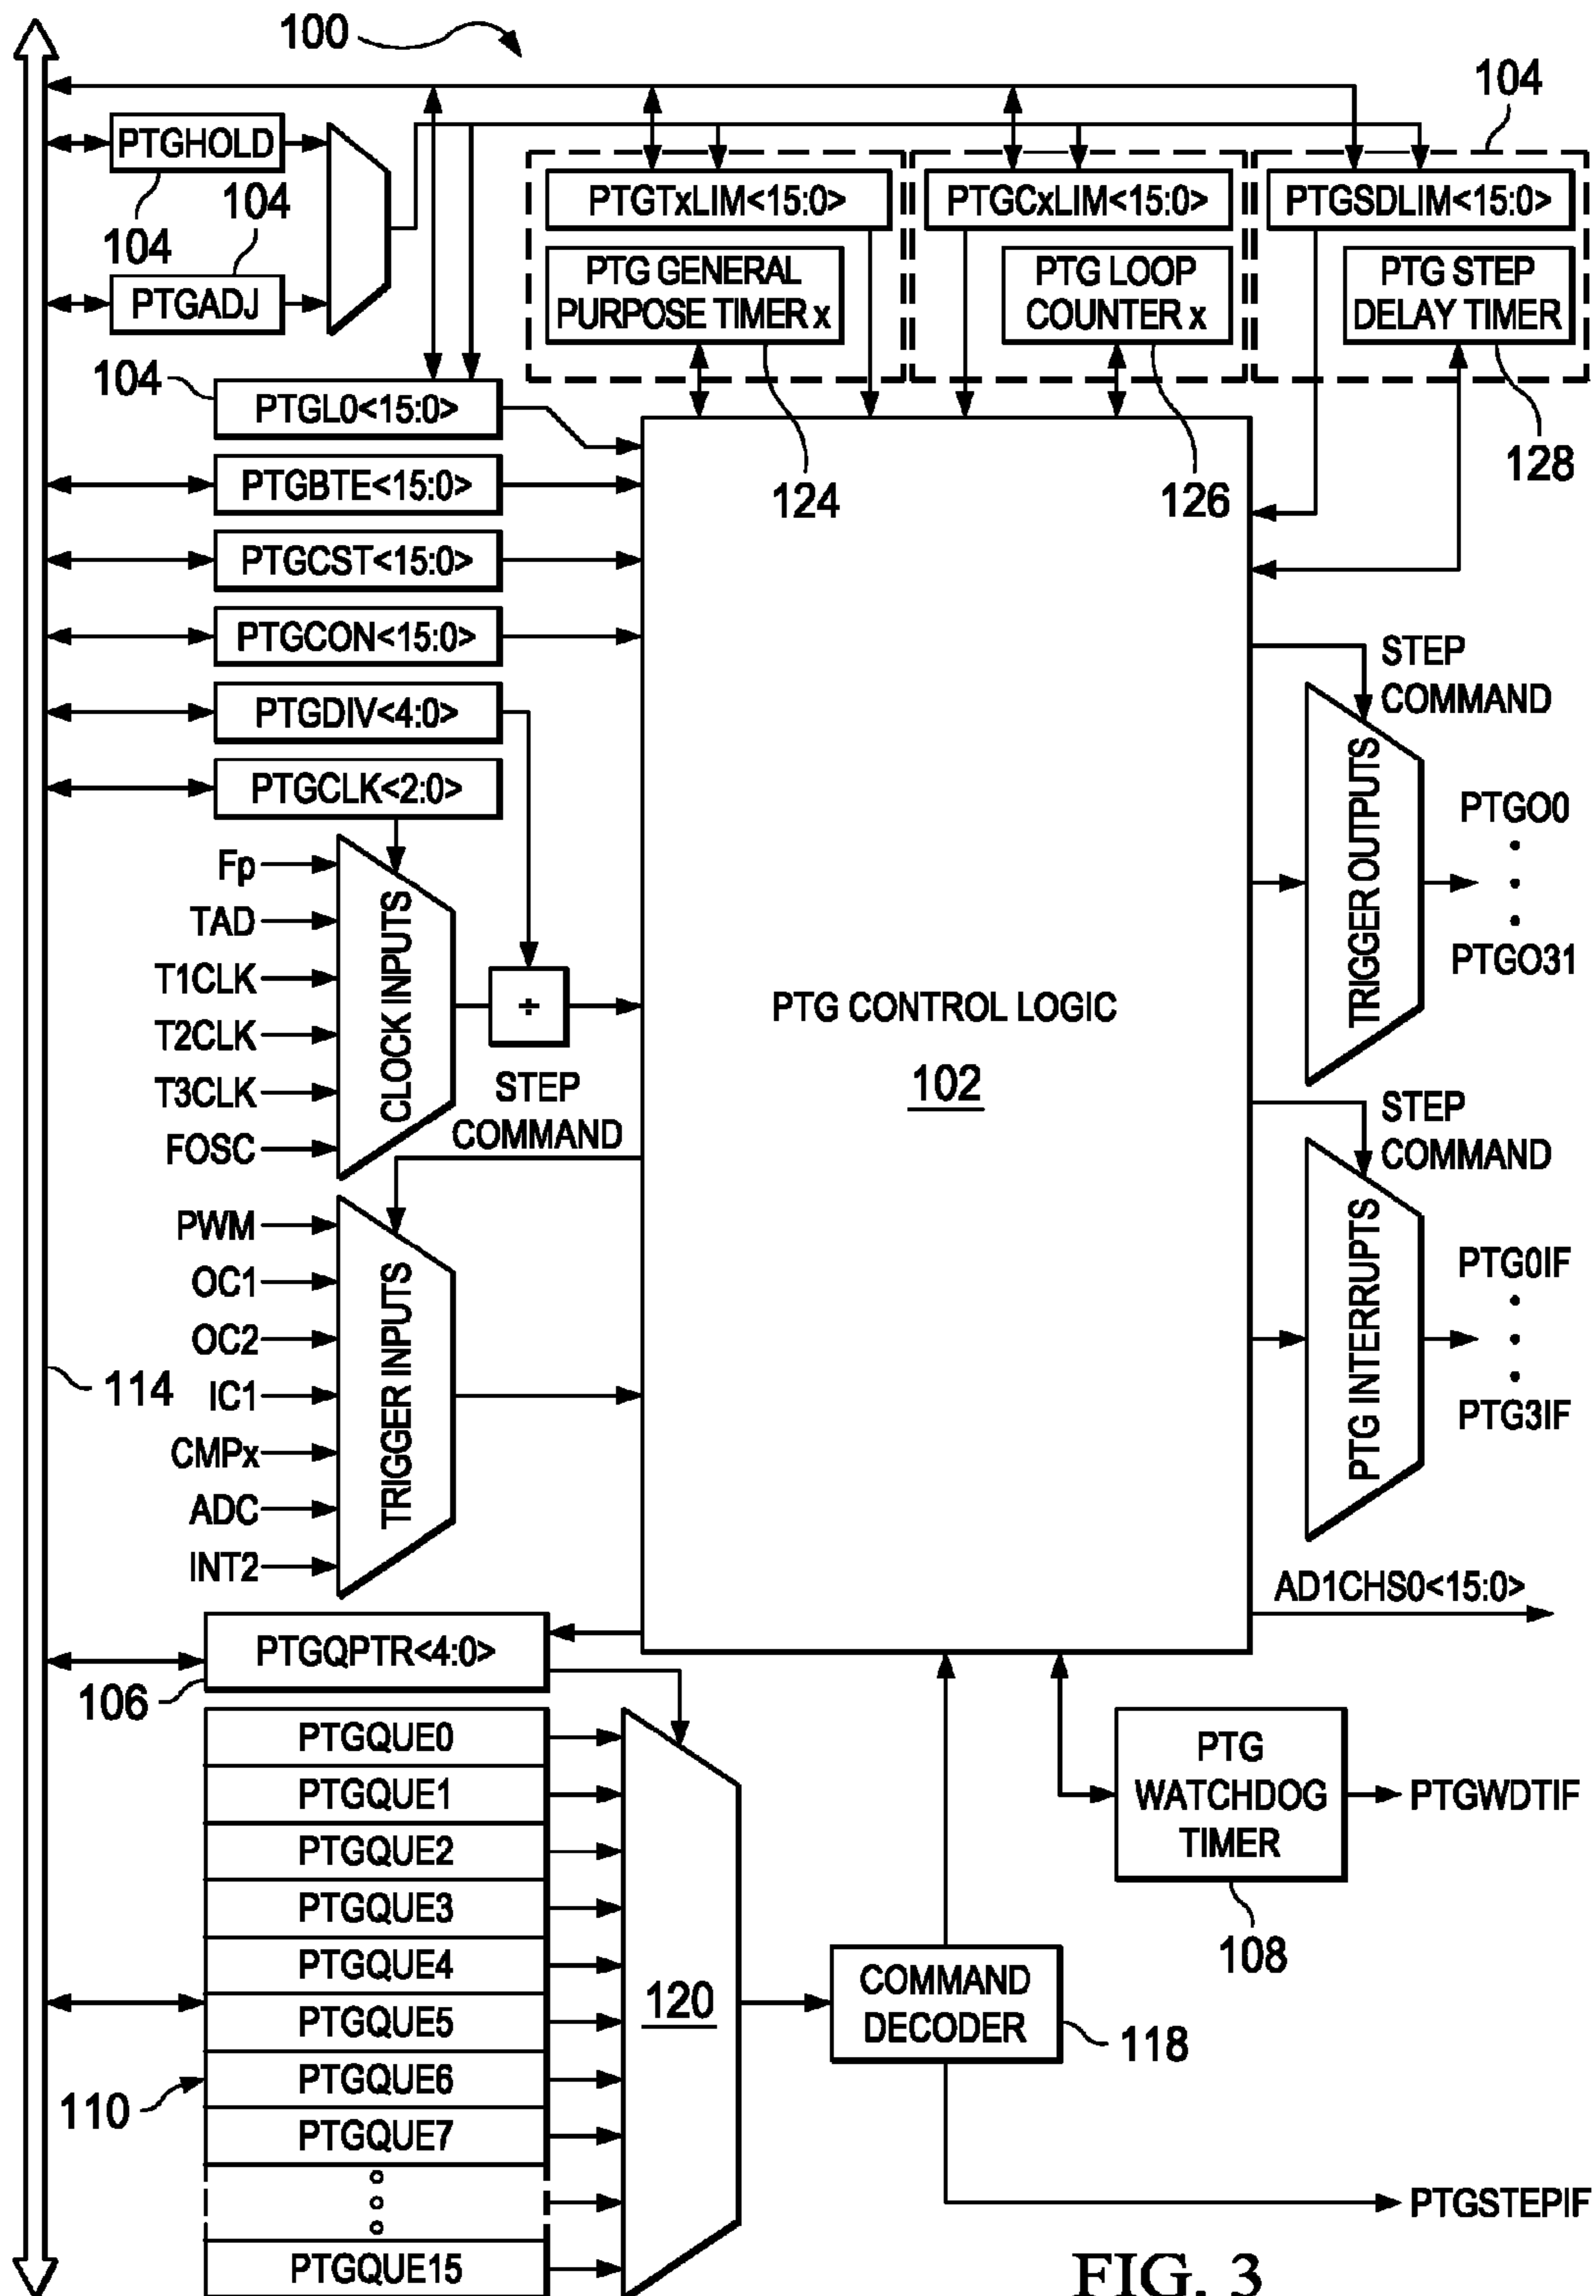 100
104
PTGHOLD
104
104
PTGADJ
PTGTxLIM<15:0>
PTG GENERAL
PURPOSE TIMER x
PTGCxLIM<15:0>
PTG LOOP
COUNTER x
PTGSDLIM<15:0>
PTG STEP
DELAY TIMER
124
126
128
104
PTGL0<15:0>
PTGBTE<15:0>
PTGCST<15:0>
PTGCON<15:0>
PTGDIV<4:0>
PTGCLK<2:0>
Fp
TAD
T1CLK
T2CLK
T3CLK
FOSC
CLOCK INPUTS
÷
STEP
COMMAND
PTG CONTROL LOGIC
102
STEP
COMMAND
TRIGGER OUTPUTS
PTGO0
PTGO31
STEP
COMMAND
PTG INTERRUPTS
PTG0IF
PTG3IF
PWM
OC1
OC2
IC1
CMPx
ADC
INT2
TRIGGER INPUTS
114
AD1CHS0<15:0>
PTGQPTR<4:0>
106
PTGQUE0
PTGQUE1
PTGQUE2
PTGQUE3
PTGQUE4
PTGQUE5
PTGQUE6
PTGQUE7
PTGQUE15
110
120
COMMAND
DECODER
118
PTG
WATCHDOG
TIMER
108
PTGWDTIF
PTGSTEPIF
FIG. 3